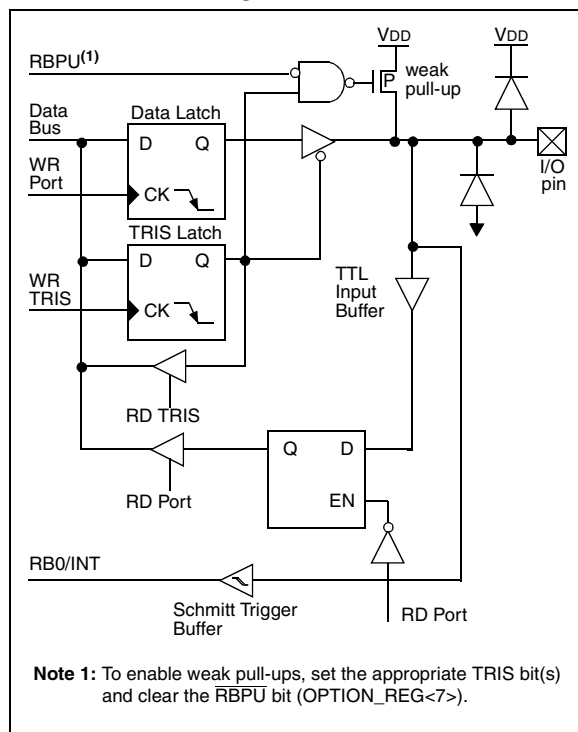 VDD
VDD
RBPU(1)
P
weak
pull-up
Data
Bus
Data Latch
D Q
WR
Port
CK
I/O
pin
TRIS Latch
D Q
WR
TRIS
CK
TTL
Input
Buffer
RD TRIS
Q D
RD Port
EN
RB0/INT
Schmitt Trigger
Buffer
RD Port
Note 1: To enable weak pull-ups, set the appropriate TRIS bit(s)
and clear the R̅B̅P̅U̅ bit (OPTION_REG<7>).